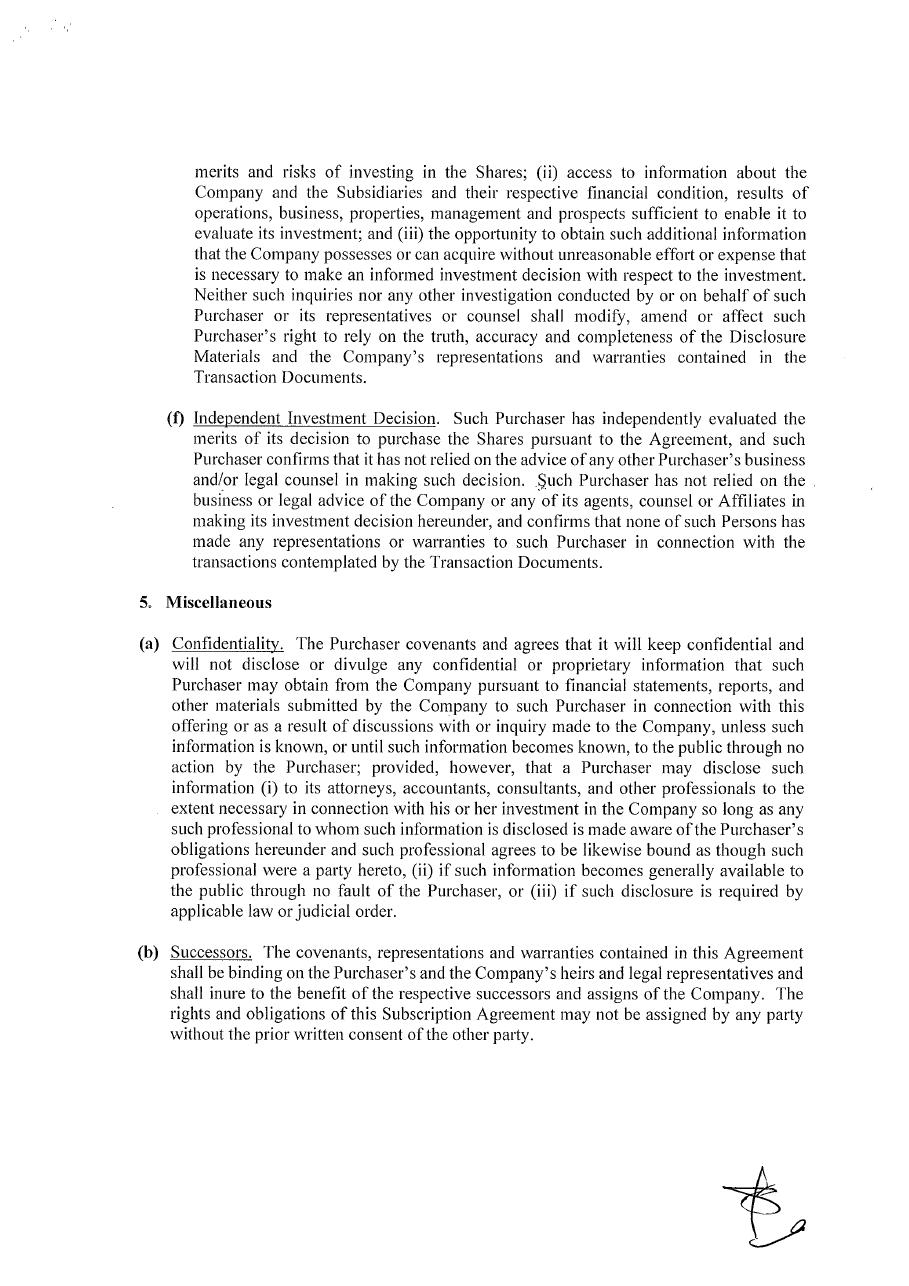 merits and risks of investing in the Shares; (ii) access to information about the
Company and the Subsidiaries and their respective financial condition, results of
operations, business, properties, management and prospects sufficient to enable it to
evaluate its investment; and (iii) the opportunity to obtain such additional information
that the Company possesses or can acquire without unreasonable effort or expense that
is necessary to make an informed investment decision with respect to the investment.
Neither such inquiries nor any other investigation conducted by or on behalf of such
Purchaser or its representatives or counsel shall modify, amend or affect such
Purchaser's right to rely on the truth, accuracy and completeness of the Disclosure
Materials and the Company's representations and warranties contained in the
Transaction Documents.
(f) Independent Investment Decision. Such Purchaser has independently evaluated the
merits of its decision to purchase the Shares pursuant to the Agreement, and such
Purchaser confirms that it has not relied on the advice of any other Purchaser's business
and/or legal counsel in making such decision. Such Purchaser has not relied on the
business or legal advice of the Company or any of its agents, counsel or Affiliates in
making its investment decision hereunder, and confirms that none of such Persons has
made any representations or warranties to such Purchaser in connection with the
transactions contemplated by the Transaction Documents.
5. Miscellaneous
(a) Confidentiality. The Purchaser covenants and agrees that it will keep confidential and
will not disclose or divulge any confidential or proprietary information that such
Purchaser may obtain from the Company pursuant to financial statements, reports, and
other materials submitted by the Company to such Purchaser in connection with this
offering or as a result of discussions with or inquiry made to the Company, unless such
information is known, or until such information becomes known, to the public through no
action by the Purchaser; provided, however, that a Purchaser may disclose such
information (i) to its attorneys, accountants, consultants, and other professionals to the
extent necessary in connection with his or her investment in the Company so long as any
such professional to whom such information is disclosed is made aware of the Purchaser's
obligations hereunder and such professional agrees to be likewise bound as though such
professional were a party hereto, (ii) if such information becomes generally available to
the public through no fault of the Purchaser, or (iii) if such disclosure is required by
applicable law or judicial order.
(b) Successors. The covenants, representations and warranties contained in this Agreement
shall be binding on the Purchaser's and the Company's heirs and legal representatives and
shall inure to the benefit of the respective successors and assigns of the Company. The
rights and obligations of this Subscription Agreement may not be assigned by any party
without the prior written consent of the other party.